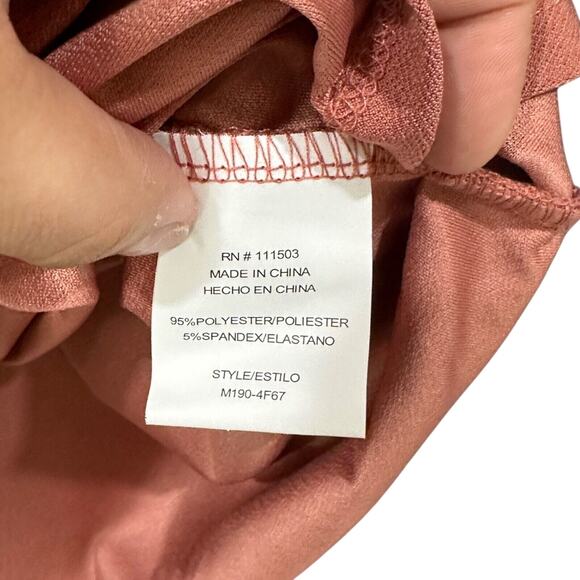 RN # 111503
MADE IN CHINA
HECHO EN CHINA
95%POLYESTER/POLIESTER
5%SPANDEX/ELASTANO
STYLE/ESTILO
M190-4F67